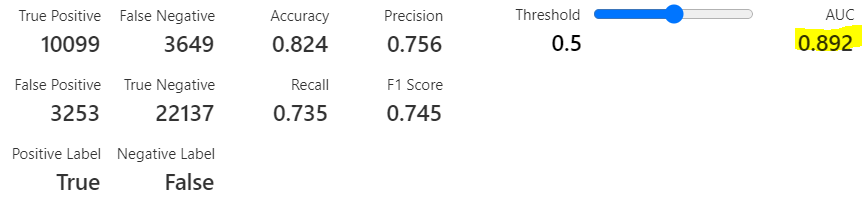 True Positive False Negative Accuracy Precision Threshold AUC
10099 3649 0.824 0.756 0.5 0.892
False Positive True Negative Recall F1 Score
3253 22137 0.735 0.745
Positive Label Negative Label
True False